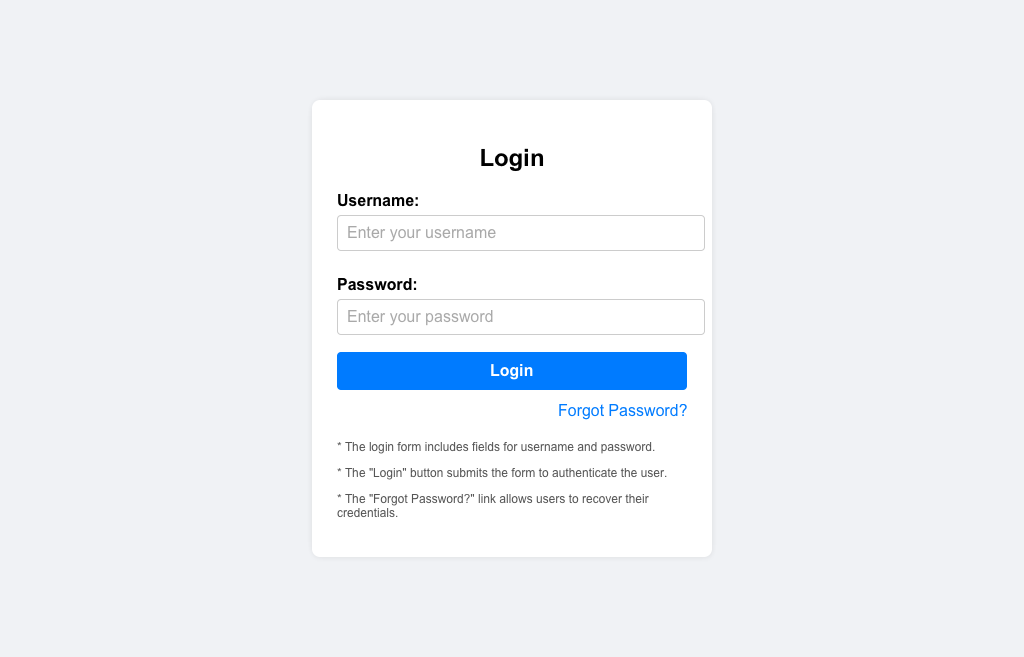 Login
Username:
Enter your username
Password:
Enter your password
Login
Forgot Password?
* The login form includes fields for username and password.
* The "Login" button submits the form to authenticate the user.
* The "Forgot Password?" link allows users to recover their
credentials.